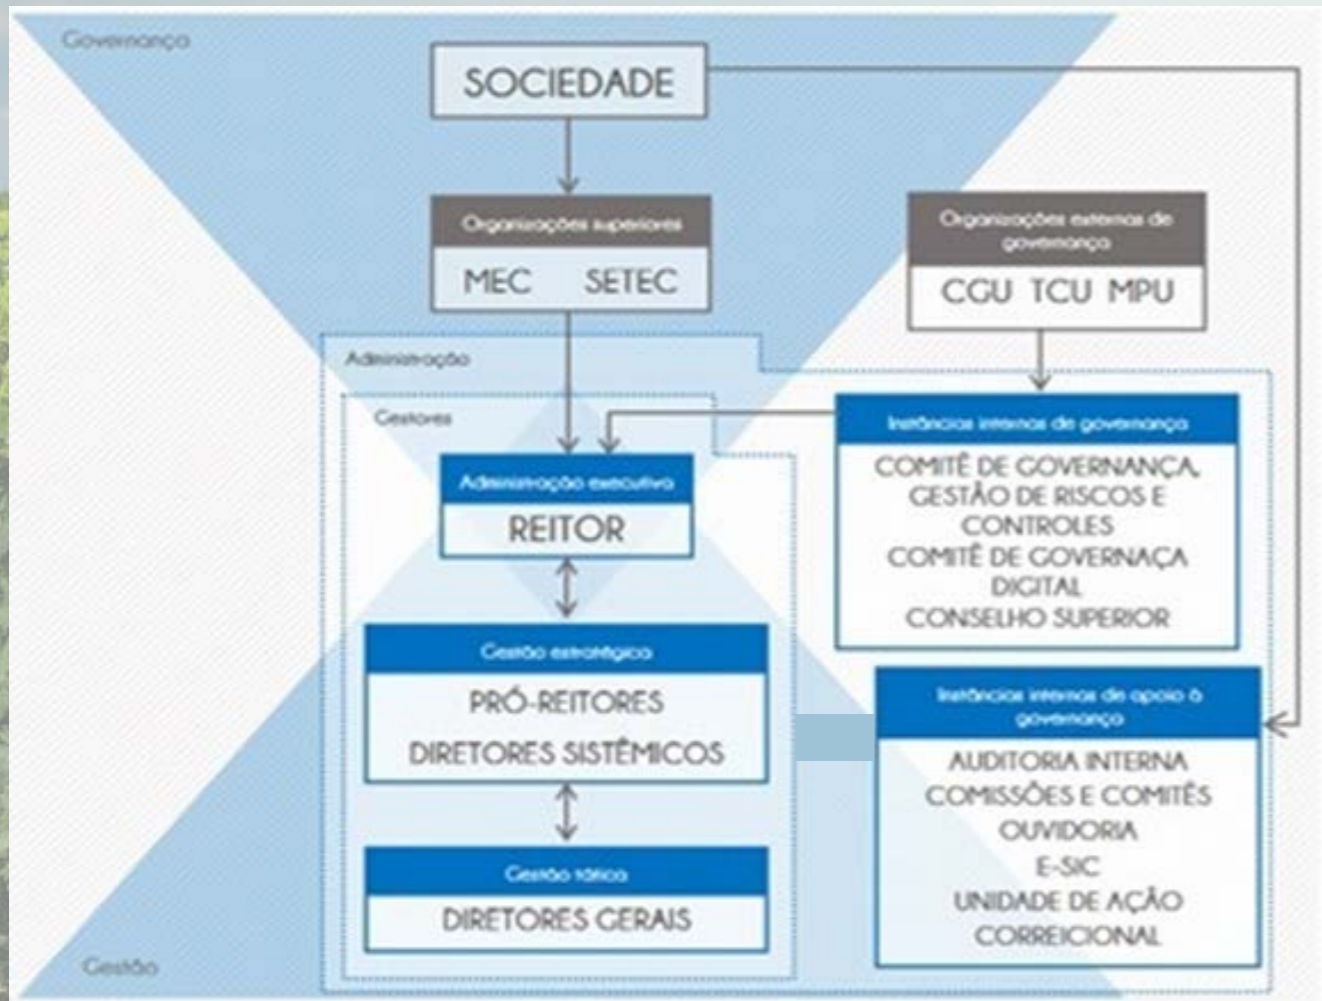 Governança
SOCIEDADE
Organizações superiores
MEC SETEC
Organizações externas de
governança
CGU TCU MPU
Administração
Gestores
Administração executiva
REITOR
Instâncias internas de governança
COMITÊ DE GOVERNANÇA,
GESTÃO DE RISCOS E
CONTROLES
COMITÊ DE GOVERNAÇA
DIGITAL
CONSELHO SUPERIOR
Gestão estratégica
PRÓ-REITORES
DIRETORES SISTÊMICOS
Instâncias internas de apoio à
governança
AUDITORIA INTERNA
COMISSÕES E COMITÊS
OUVIDORIA
E-SIC
UNIDADE DE AÇÃO
CORREICIONAL
Gestão tática
DIRETORES GERAIS
Gestão